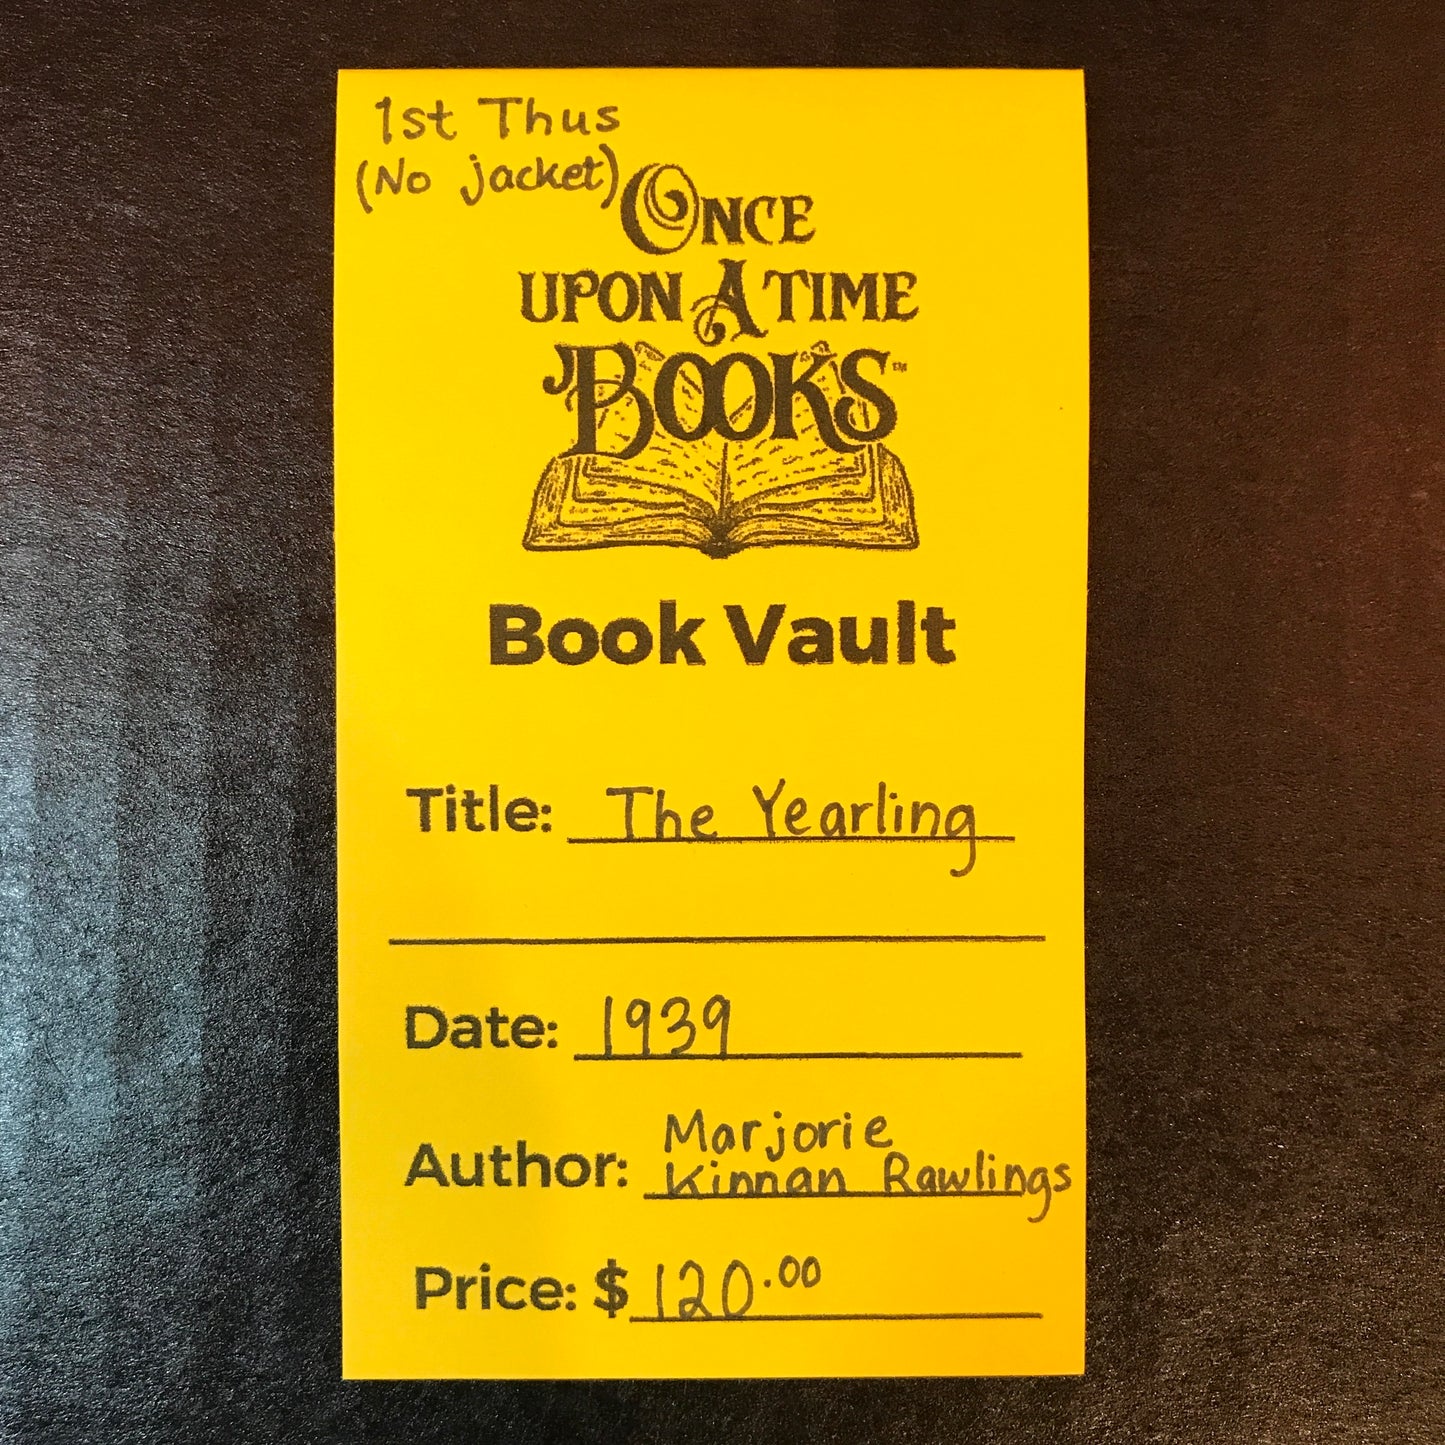 1st Thus
(No jacket)
ONCE
UPON A TIME
BOOKS™
Book Vault
Title: The Yearling
Date: 1939
Author: Marjorie
Kinnan Rawlings
Price: $ 120.00